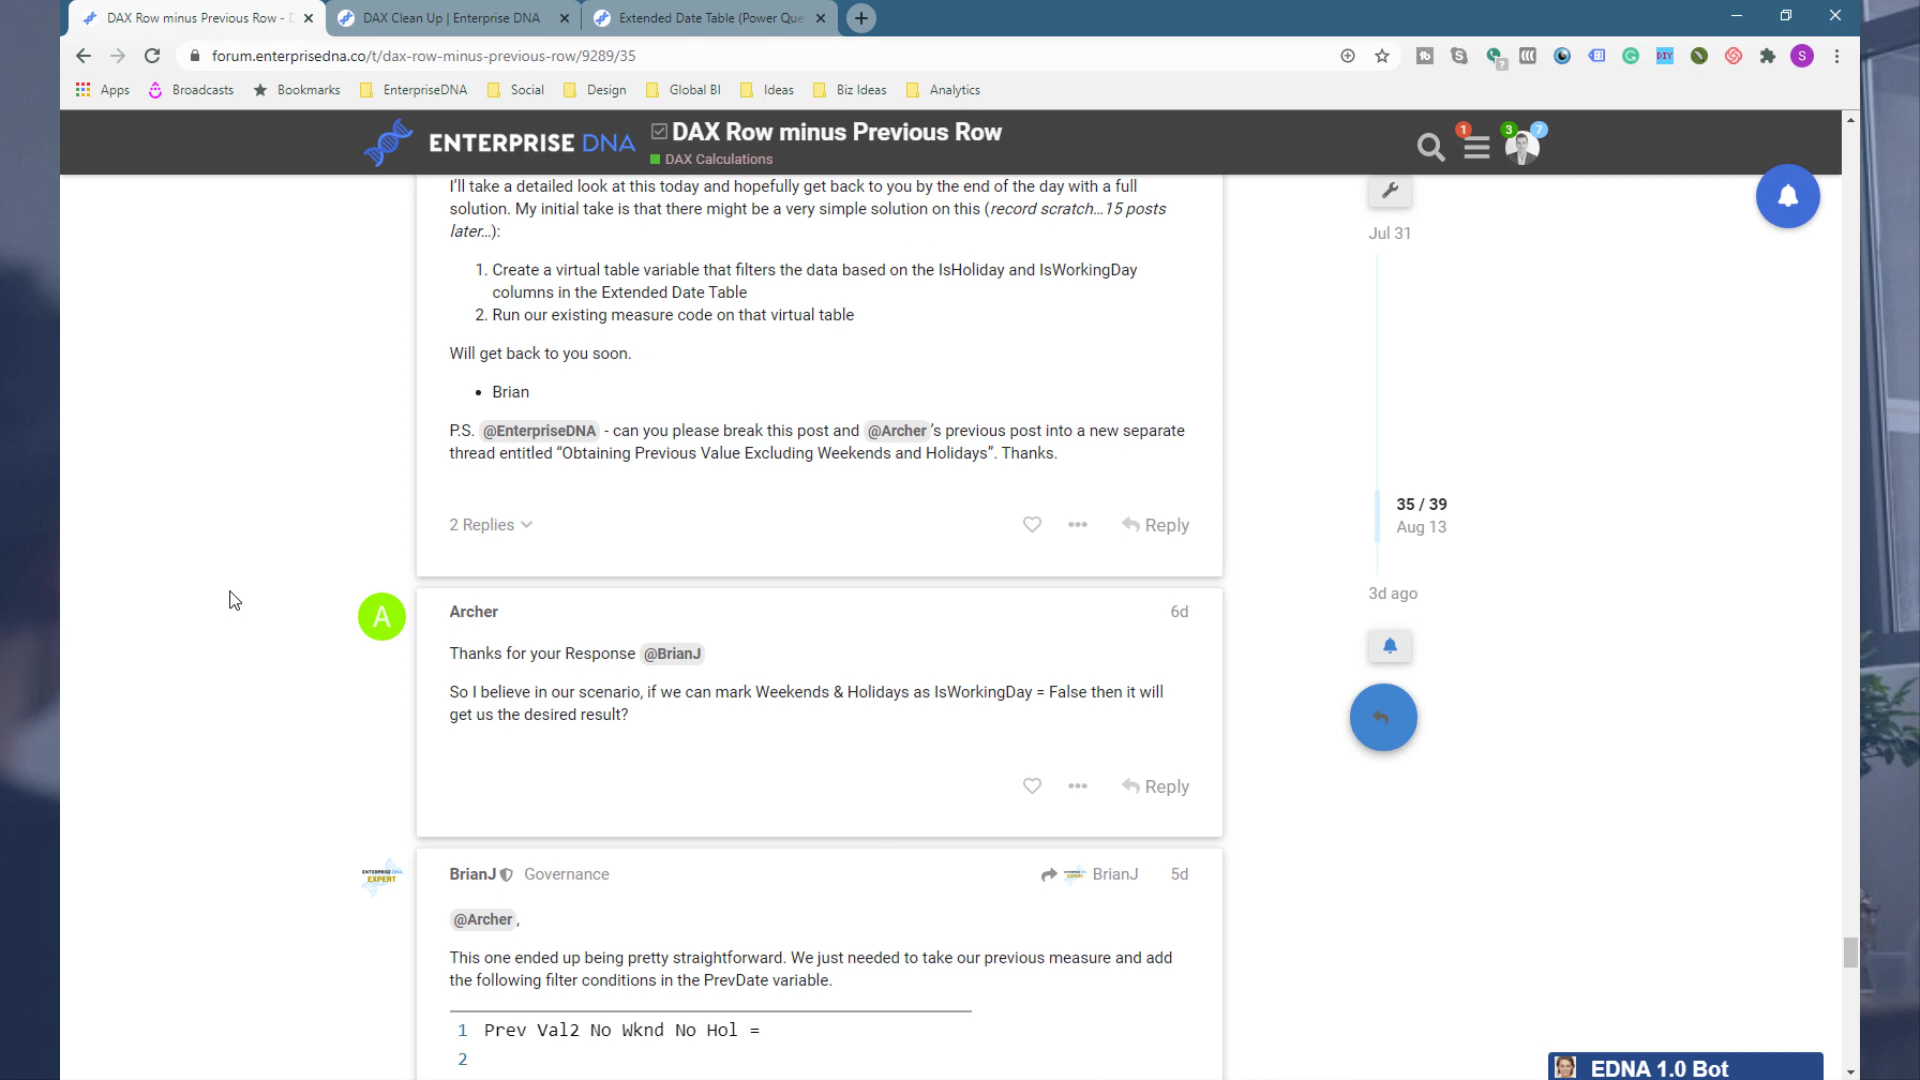 DAX Row minus Previous Row - D
DAX Clean Up | Enterprise DNA
Extended Date Table (Power Que
forum.enterprisedna.co/t/dax-row-minus-previous-row/9289/35
Apps
Broadcasts
Bookmarks
EnterpriseDNA
Social
Design
Global BI
Ideas
Biz Ideas
Analytics
ENTERPRISE DNA
DAX Row minus Previous Row
DAX Calculations
1
3
7
I'll take a detailed look at this today and hopefully get back to you by the end of the day with a full
solution. My initial take is that there might be a very simple solution on this (record scratch...15 posts
later...):
1. Create a virtual table variable that filters the data based on the IsHoliday and IsWorkingDay
columns in the Extended Date Table
2. Run our existing measure code on that virtual table
Will get back to you soon.
• Brian
P.S. @EnterpriseDNA - can you please break this post and @Archer 's previous post into a new separate
thread entitled “Obtaining Previous Value Excluding Weekends and Holidays”. Thanks.
2 Replies
Reply
Jul 31
35 / 39
Aug 13
3d ago
A
Archer
6d
Thanks for your Response @BrianJ
So I believe in our scenario, if we can mark Weekends & Holidays as IsWorkingDay = False then it will
get us the desired result?
Reply
ENTERPRISE DNA
EXPERT
BrianJ
Governance
BrianJ
5d
@Archer,
This one ended up being pretty straightforward. We just needed to take our previous measure and add
the following filter conditions in the PrevDate variable.
1 Prev Val2 No Wknd No Hol =
2
EDNA 1.0 Bot